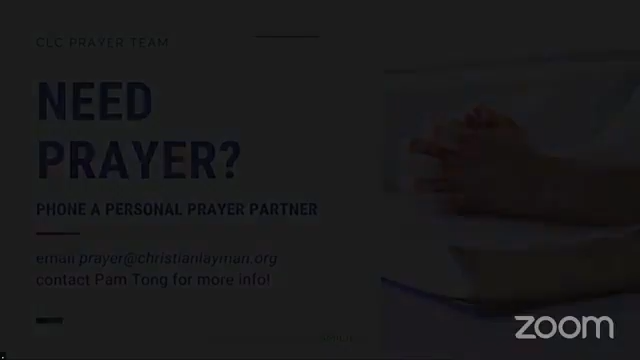 CLC PRAYER TEAM
NEED
PRAYER?
PHONE A PERSONAL PRAYER PARTNER
email prayer@christianlayman.org
contact Pam Tong for more info!
zoom